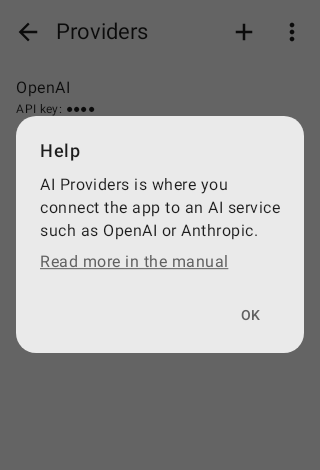 Providers
OpenAI
API key: ••••
Help
AI Providers is where you
connect the app to an AI service
such as OpenAI or Anthropic.
Read more in the manual
OK